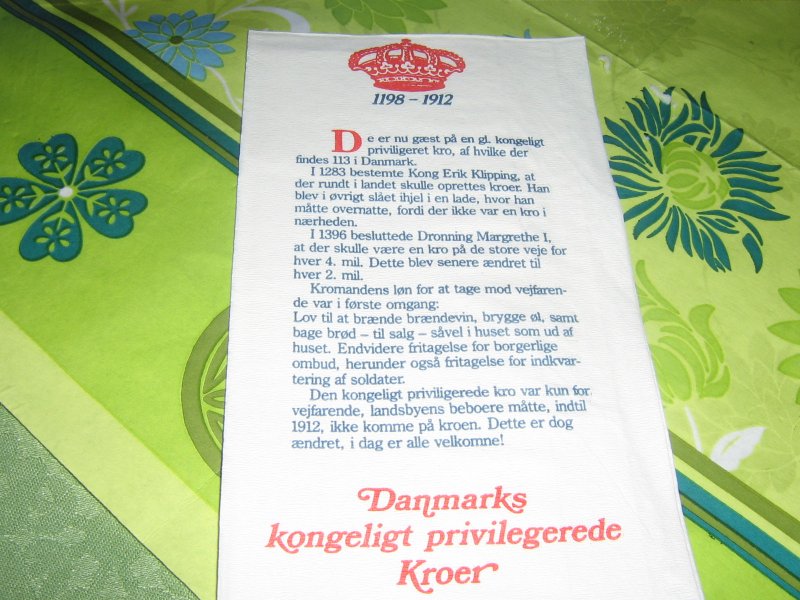 1198 – 1912
De er nu gæst på en gl. kongeligt
priviligeret kro, af hvilke der
findes 113 i Danmark.
I 1283 bestemte Kong Erik Klipping, at
der rundt i landet skulle oprettes kroer. Han
blev i øvrigt slået ihjel i en lade, hvor han
måtte overnatte, fordi der ikke var en kro i
nærheden.
I 1396 besluttede Dronning Margrethe I,
at der skulle være en kro på de store veje for
hver 4. mil. Dette blev senere ændret til
hver 2. mil.
Kromandens løn for at tage mod vejfaren-
de var i første omgang:
Lov til at brænde brændevin, brygge øl, samt
bage brød – til salg – såvel i huset som ud af
huset. Endvidere fritagelse for borgerlige
ombud, herunder også fritagelse for indkvar-
tering af soldater.
Den kongeligt priviligerede kro var kun for
vejfarende, landsbyens beboere måtte, indtil
1912, ikke komme på kroen. Dette er dog
ændret, i dag er alle velkomne!
Danmarks
kongeligt privilegerede
Kroer